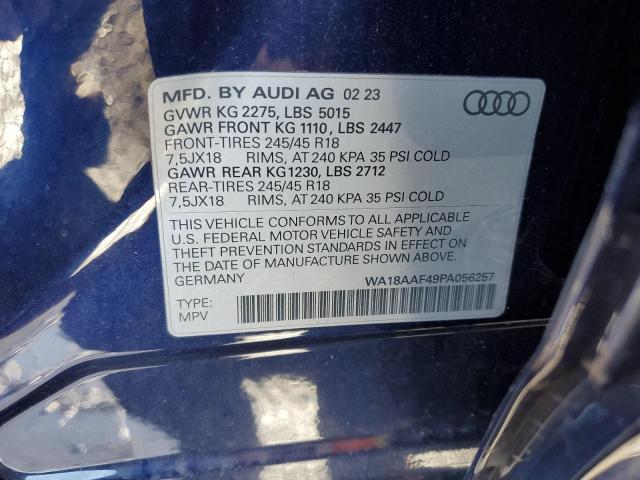 MFD. BY AUDI AG 02 23
GVWR KG 2275, LBS 5015
GAWR FRONT KG 1110, LBS 2447
FRONT-TIRES 245/45 R18
7,5JX18 RIMS, AT 240 KPA 35 PSI COLD
GAWR REAR KG1230, LBS 2712
REAR-TIRES 245/45 R18
7,5JX18 RIMS, AT 240 KPA 35 PSI COLD
THIS VEHICLE CONFORMS TO ALL APPLICABLE
U.S. FEDERAL MOTOR VEHICLE SAFETY AND
THEFT PREVENTION STANDARDS IN EFFECT ON
THE DATE OF MANUFACTURE SHOWN ABOVE.
GERMANY WA18AAF49PA056257
TYPE:
MPV